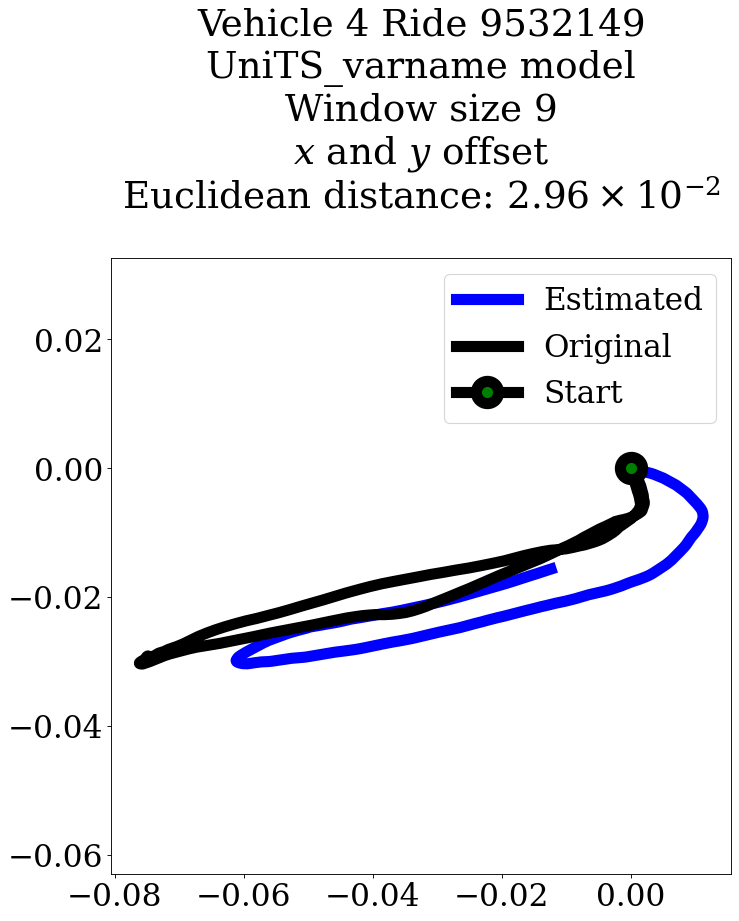 Vehicle 4 Ride 9532149
UniTS_varname model
Window size 9
x and y offset
Euclidean distance: 2.96 × 10⁻²
Estimated
Original
Start
0.02
0.00
−0.02
−0.04
−0.06
−0.08 −0.06 −0.04 −0.02 0.00